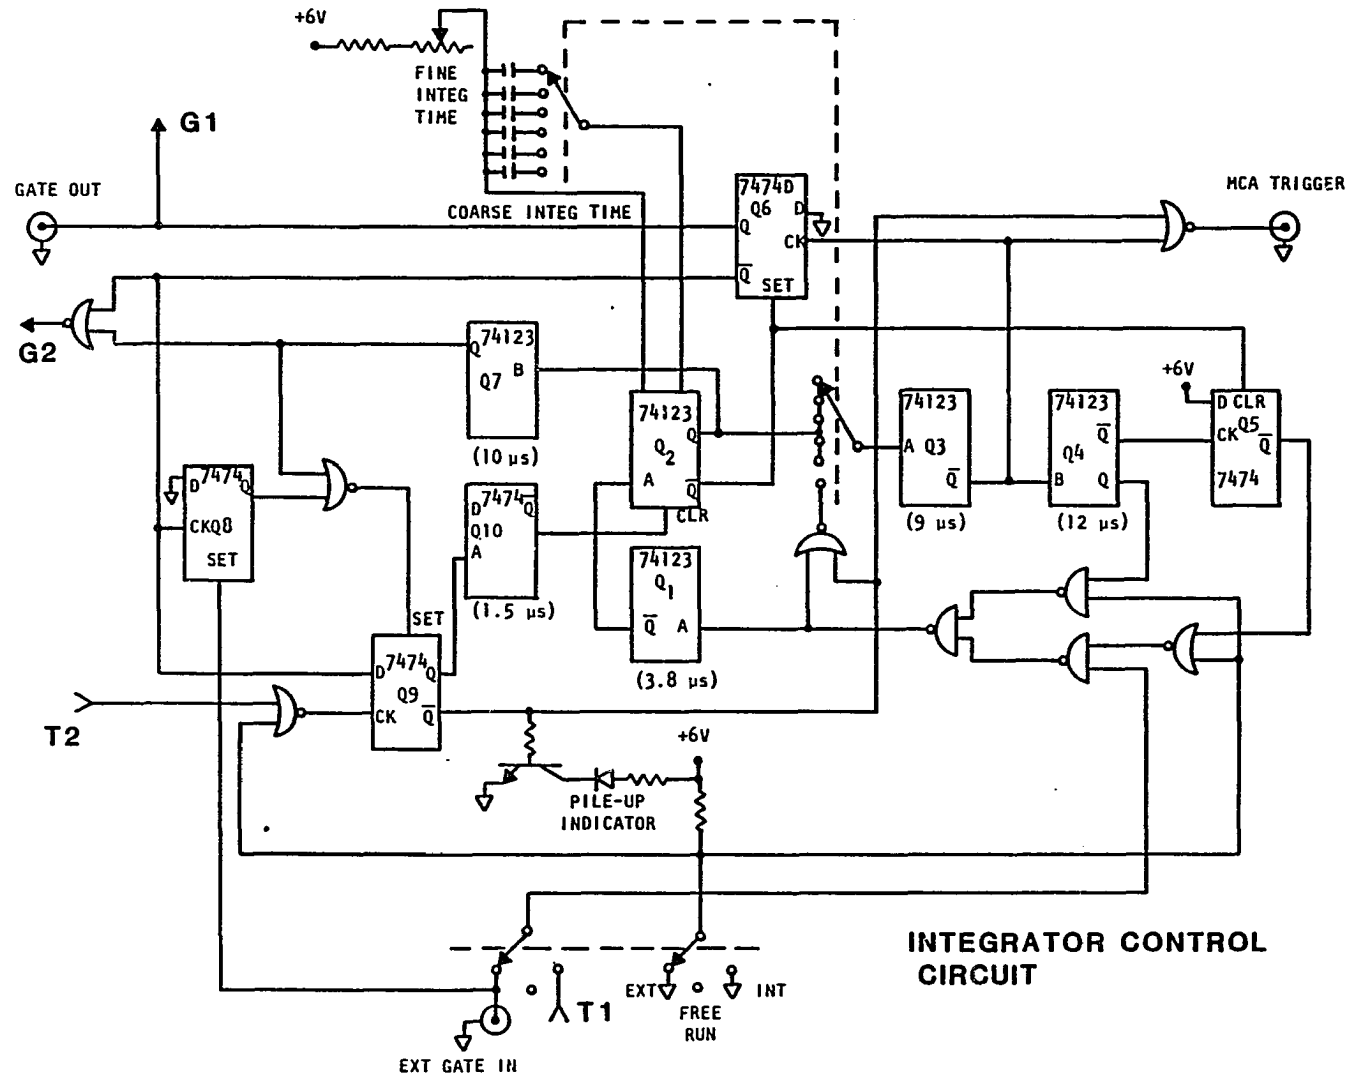 +6V
FINE
INTEG
TIME
G1
GATE OUT
COARSE INTEG TIME
7474D
Q6
D
Q
CK
Q̅
SET
MCA TRIGGER
G2
Q
74123
Q7
B
(10 µs)
74123
Q2
Q
A
Q̅
CLR
74123
A
Q3
Q̅
(9 µs)
74123
Q̅
Q4
B
Q
(12 µs)
+6V
D
CLR
Q5
CK
Q̅
7474
D
7474
Q
CK
Q8
SET
D
7474
Q̅
Q10
A
(1.5 µs)
74123
Q1
Q̅
A
(3.8 µs)
SET
D
7474
Q
Q9
CK
Q̅
T2
+6V
PILE-UP
INDICATOR
INTEGRATOR CONTROL
CIRCUIT
T1
EXT
FREE
RUN
INT
EXT GATE IN